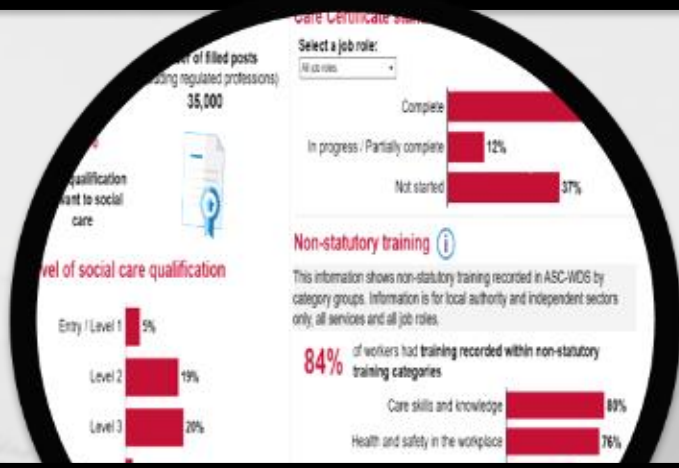 Care Certificate
of filled posts
regulated professions)
35,000
qualification
to social
care
Select a job role:
All job roles
Complete
In progress / Partially complete
12%
Not started
37%
of social care qualification
Entry / Level 1
5%
Level 2
19%
Level 3
20%
Non-statutory training
This information shows non-statutory training recorded in ASC-WDS by
category groups. Information is for local authority and independent sectors
only, all services and all job roles.
84%
of workers had training recorded within non-statutory
training categories
Care skills and knowledge
80%
Health and safety in the workplace
76%